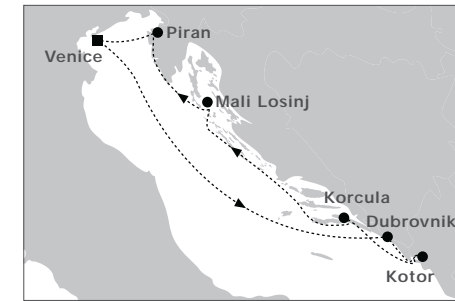 Piran
Venice
Mali Losinj
Korcula
Dubrovnik
Kotor